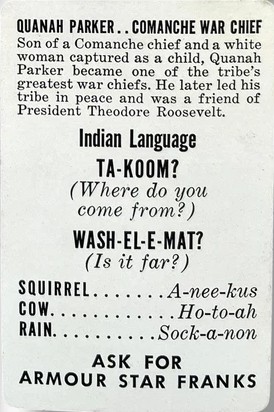 QUANAH PARKER..COMANCHE WAR CHIEF
Son of a Comanche chief and a white
woman captured as a child, Quanah
Parker became one of the tribe's
greatest war chiefs. He later led his
tribe in peace and was a friend of
President Theodore Roosevelt.
Indian Language
TA-KOOM?
(Where do you
come from?)
WASH-EL-E-MAT?
(Is it far?)
SQUIRREL.......A-nee-kus
COW............Ho-to-ah
RAIN..........Sock-a-non
ASK FOR
ARMOUR STAR FRANKS